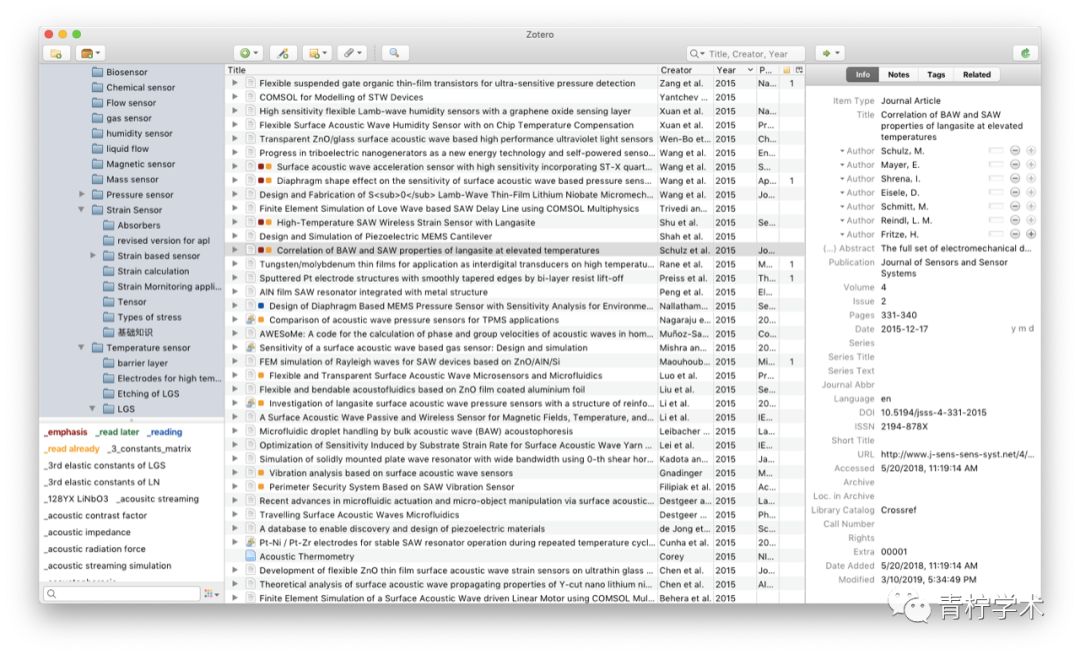 Zotero
Title, Creator, Year
Biosensor
Chemical sensor
Flow sensor
gas sensor
humidity sensor
liquid flow
Magnetic sensor
Mass sensor
Pressure sensor
Strain Sensor
Absorbers
revised version for apl
Strain based sensor
Strain calculation
Strain Mornitoring appli...
Tensor
Types of stress
基础知识
Temperature sensor
barrier layer
Electrodes for high tem...
Etching of LGS
LGS
_emphasis _read later _reading
_read already _3_constants_matrix
_3rd elastic constants of LGS
_3rd elastic constants of LN
_128YX LiNbO3 _acousitc streaming
_acoustic contrast factor
_acoustic impedance
_acoustic radiation force
_acoustic streaming simulation
Title Creator Year P...
Flexible suspended gate organic thin-film transistors for ultra-sensitive pressure detection Zang et al. 2015 Na... 1
COMSOL for Modelling of STW Devices Yantchev ... 2015
High sensitivity flexible Lamb-wave humidity sensors with a graphene oxide sensing layer Xuan et al. 2015 Na...
Flexible Surface Acoustic Wave Humidity Sensor with on Chip Temperature Compensation Xuan et al. 2015 Pr...
Transparent ZnO/glass surface acoustic wave based high performance ultraviolet light sensors Wen-Bo et... 2015 Ch...
Progress in triboelectric nanogenerators as a new energy technology and self-powered senso... Wang et al. 2015 En...
Surface acoustic wave acceleration sensor with high sensitivity incorporating ST-X quart... Wang et al. 2015 S...
Diaphragm shape effect on the sensitivity of surface acoustic wave based pressure sens... Wang et al. 2015 Ap... 1
Design and Fabrication of S<sub>0</sub> Lamb-Wave Thin-Film Lithium Niobate Micromech... Wang et al. 2015 Jo...
Finite Element Simulation of Love Wave based SAW Delay Line using COMSOL Multiphysics Trivedi an... 2015
High-Temperature SAW Wireless Strain Sensor with Langasite Shu et al. 2015 Se...
Design and Simulation of Piezoelectric MEMS Cantilever Shah et al. 2015
Correlation of BAW and SAW properties of langasite at elevated temperatures Schulz et al. 2015 Jo...
Tungsten/molybdenum thin films for application as interdigital transducers on high temperatu... Rane et al. 2015 M... 1
Sputtered Pt electrode structures with smoothly tapered edges by bi-layer resist lift-off Preiss et al. 2015 Th... 1
AlN film SAW resonator integrated with metal structure Peng et al. 2015 El...
Design of Diaphragm Based MEMS Pressure Sensor with Sensitivity Analysis for Environme... Nallatham... 2015 Se...
Comparison of acoustic wave pressure sensors for TPMS applications Nagaraju e... 2015 20...
AWESoMe: A code for the calculation of phase and group velocities of acoustic waves in hom... Muñoz-Sa... 2015 Co...
Sensitivity of a surface acoustic wave based gas sensor: Design and simulation Mishra an... 2015 20...
FEM simulation of Rayleigh waves for SAW devices based on ZnO/AlN/Si Maouhoub... 2015 Mi... 1
Flexible and Transparent Surface Acoustic Wave Microsensors and Microfluidics Luo et al. 2015 Pr...
Flexible and bendable acoustofluidics based on ZnO film coated aluminium foil Liu et al. 2015 Se...
Investigation of langasite surface acoustic wave pressure sensors with a structure of reinfo... Li et al. 2015 20...
A Surface Acoustic Wave Passive and Wireless Sensor for Magnetic Fields, Temperature, and... Li et al. 2015 IE...
Microfluidic droplet handling by bulk acoustic wave (BAW) acoustophoresis Leibacher ... 2015 La...
Optimization of Sensitivity Induced by Substrate Strain Rate for Surface Acoustic Wave Yarn ... Lei et al. 2015 IE...
Simulation of solidly mounted plate wave resonator with wide bandwidth using 0-th shear hor... Kadota an... 2015 Ja...
Vibration analysis based on surface acoustic wave sensors Gnadinger 2015 M...
Perimeter Security System Based on SAW Vibration Sensor Filipiak et al. 2015 Ac...
Recent advances in microfluidic actuation and micro-object manipulation via surface acoustic... Destgeer a... 2015 La...
Travelling Surface Acoustic Waves Microfluidics Destgeer ... 2015 Ph...
A database to enable discovery and design of piezoelectric materials de Jong et... 2015 Sc...
Pt-Ni / Pt-Zr electrodes for stable SAW resonator operation during repeated temperature cycl... Cunha et al. 2015 20...
Acoustic Thermometry Corey 2015 NI...
Development of flexible ZnO thin film surface acoustic wave strain sensors on ultrathin glass ... Chen et al. 2015 Jo...
Theoretical analysis of surface acoustic wave propagating properties of Y-cut nano lithium ni... Chen et al. 2015 AI...
Finite Element Simulation of a Surface Acoustic Wave driven Linear Motor using COMSOL Mul... Behera et al. 2015
Info Notes Tags Related
Item Type Journal Article
Title Correlation of BAW and SAW
properties of langasite at elevated
temperatures
Author Schulz, M.
Author Mayer, E.
Author Shrena, I.
Author Eisele, D.
Author Schmitt, M.
Author Reindl, L. M.
Author Fritze, H.
(...) Abstract The full set of electromechanical d...
Publication Journal of Sensors and Sensor
Systems
Volume 4
Issue 2
Pages 331-340
Date 2015-12-17 y m d
Series
Series Title
Series Text
Journal Abbr
Language en
DOI 10.5194/jsss-4-331-2015
ISSN 2194-878X
Short Title
URL http://www.j-sens-sens-syst.net/4/...
Accessed 5/20/2018, 11:19:14 AM
Archive
Loc. in Archive
Library Catalog Crossref
Call Number
Rights
Extra 00001
Date Added 5/20/2018, 11:19:14 AM
Modified 3/10/2019, 5:34:49 PM
青柠学术